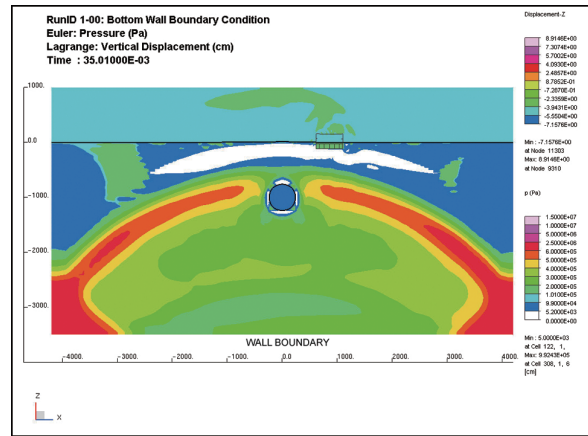 RunID 1-00: Bottom Wall Boundary Condition
Euler: Pressure (Pa)
Lagrange: Vertical Displacement (cm)
Time : 35.01000E-03
Displacement-Z
8.9146E+00
7.3074E+00
5.7002E+00
4.0930E+00
2.4857E+00
8.7852E-01
-7.2870E-01
-2.3359E+00
-3.9431E+00
-5.5504E+00
-7.1576E+00
Min : -7.1576E+00
at Node 11303
Max: 8.9146E+00
at Node 9310
p (Pa)
1.5000E+07
1.0000E+07
5.0000E+06
2.5000E+06
6.0000E+05
5.0000E+05
4.0000E+05
3.0000E+05
2.0000E+05
1.0100E+05
9.9000E+04
5.2000E+03
0.0000E+00
Min : 5.0000E+03
at Cell 122, 1,
Max: 9.9243E+05
at Cell 308, 1, 6
[cm]
1000.
0.0
-1000.
-2000.
-3000.
WALL BOUNDARY
-4000. -3000. -2000. -1000. 0.0 1000. 2000. 3000. 4000.
Z
X